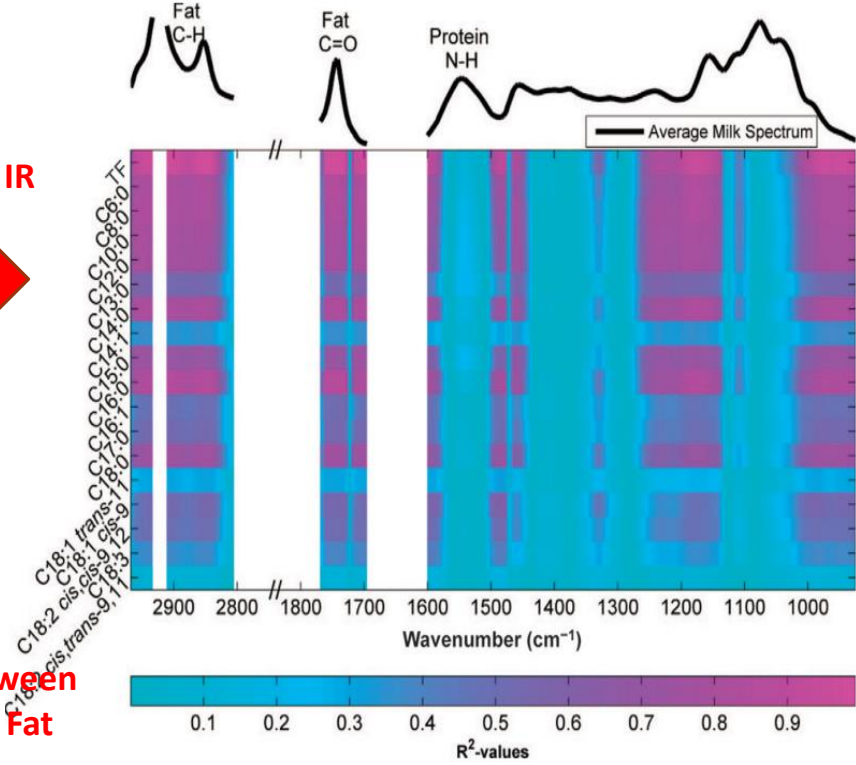 Fat
C-H
Fat
C=O
Protein
N-H
Average Milk Spectrum
IR
TF
C6:0
C8:0
C10:0
C12:0
C13:0
C14:0
C14:1
C15:0
C16:0
C16:1
C17:0
C18:0
C18:1 trans-11
C18:1 cis-9
C18:2 cis,cis-9,12
C18:3
cis,trans-9,11
2900 2800 1800 1700 1600 1500 1400 1300 1200 1100 1000
Wavenumber (cm⁻¹)
ween
Fat
0.1 0.2 0.3 0.4 0.5 0.6 0.7 0.8 0.9
R²-values